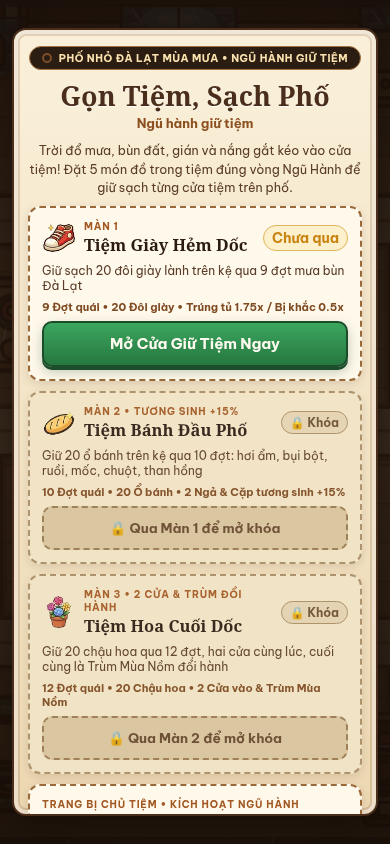 PHỐ NHỎ ĐÀ LẠT MÙA MƯA • NGŨ HÀNH GIỮ TIỆM
Gọn Tiệm, Sạch Phố
Ngũ hành giữ tiệm
Trời đổ mưa, bùn đất, gián và nắng gắt kéo vào cửa
tiệm! Đặt 5 món đồ trong tiệm đúng vòng Ngũ Hành để
giữ sạch từng cửa tiệm trên phố.
MÀN 1
Tiệm Giày Hẻm Dốc
Chưa qua
Giữ sạch 20 đôi giày lành trên kệ qua 9 đợt mưa bùn
Đà Lạt
9 Đợt quái • 20 Đôi giày • Trúng tủ 1.75x / Bị khắc 0.5x
Mở Cửa Giữ Tiệm Ngay
MÀN 2 • TƯƠNG SINH +15%
Tiệm Bánh Đầu Phố
🔒 Khóa
Giữ 20 ổ bánh trên kệ qua 10 đợt: hơi ẩm, bụi bột,
ruồi, mốc, chuột, than hồng
10 Đợt quái • 20 Ổ bánh • 2 Ngả & Cặp tương sinh +15%
🔒 Qua Màn 1 để mở khóa
MÀN 3 • 2 CỬA & TRÙM ĐỔI
HÀNH
Tiệm Hoa Cuối Dốc
🔒 Khóa
Giữ 20 chậu hoa qua 12 đợt, hai cửa cùng lúc, cuối
cùng là Trùm Mùa Nồm đổi hành
12 Đợt quái • 20 Chậu hoa • 2 Cửa vào & Trùm Mùa
Nồm
🔒 Qua Màn 2 để mở khóa
TRANG BỊ CHỦ TIỆM • KÍCH HOẠT NGŨ HÀNH